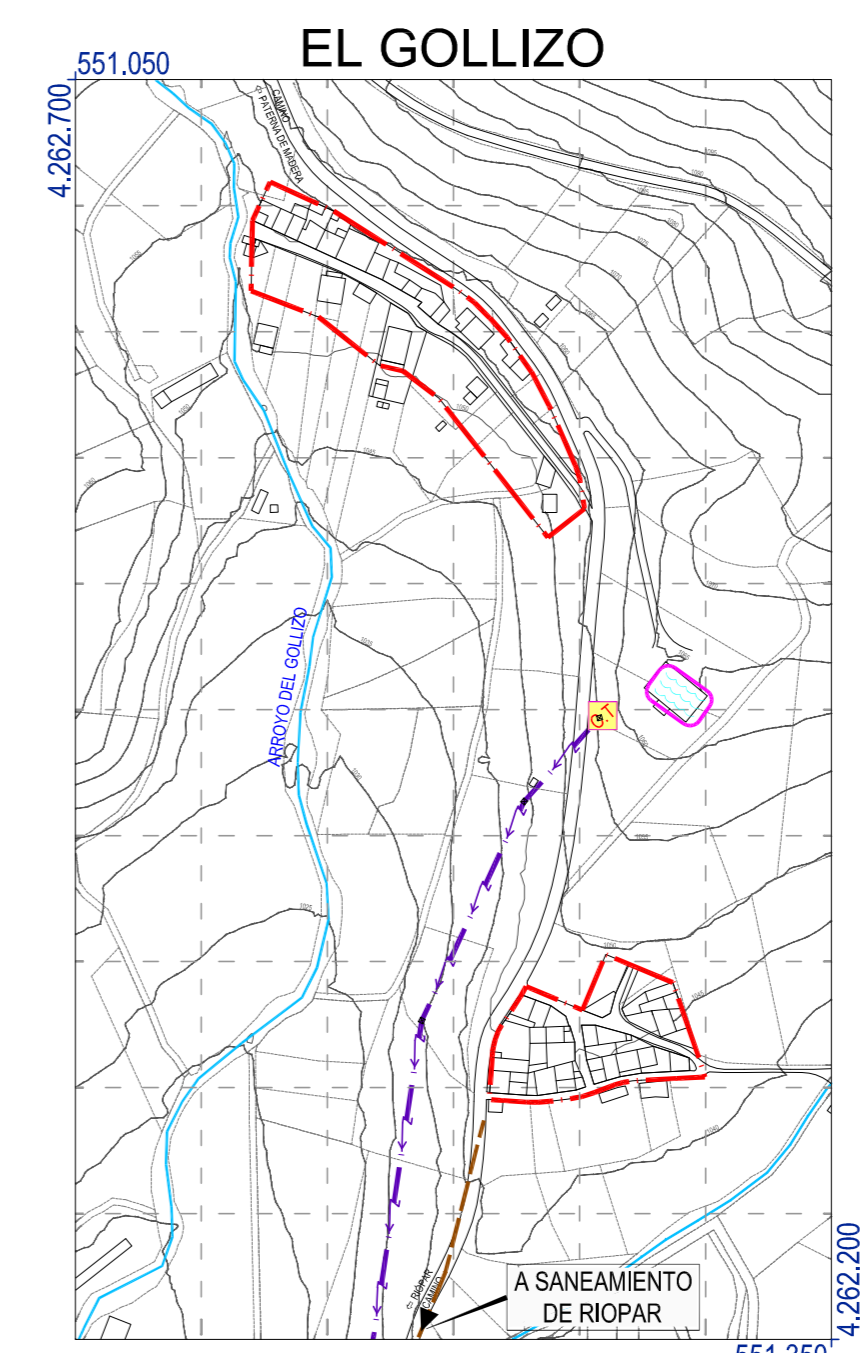 EL GOLLIZO
551.050
4.262.700
CAMINO
⇦ PATERNA DE MADERA
ARROYO DEL GOLLIZO
C.T
⇦ RIOPAR
CAMINO
A SANEAMIENTO
DE RIOPAR
4.262.200
551.350